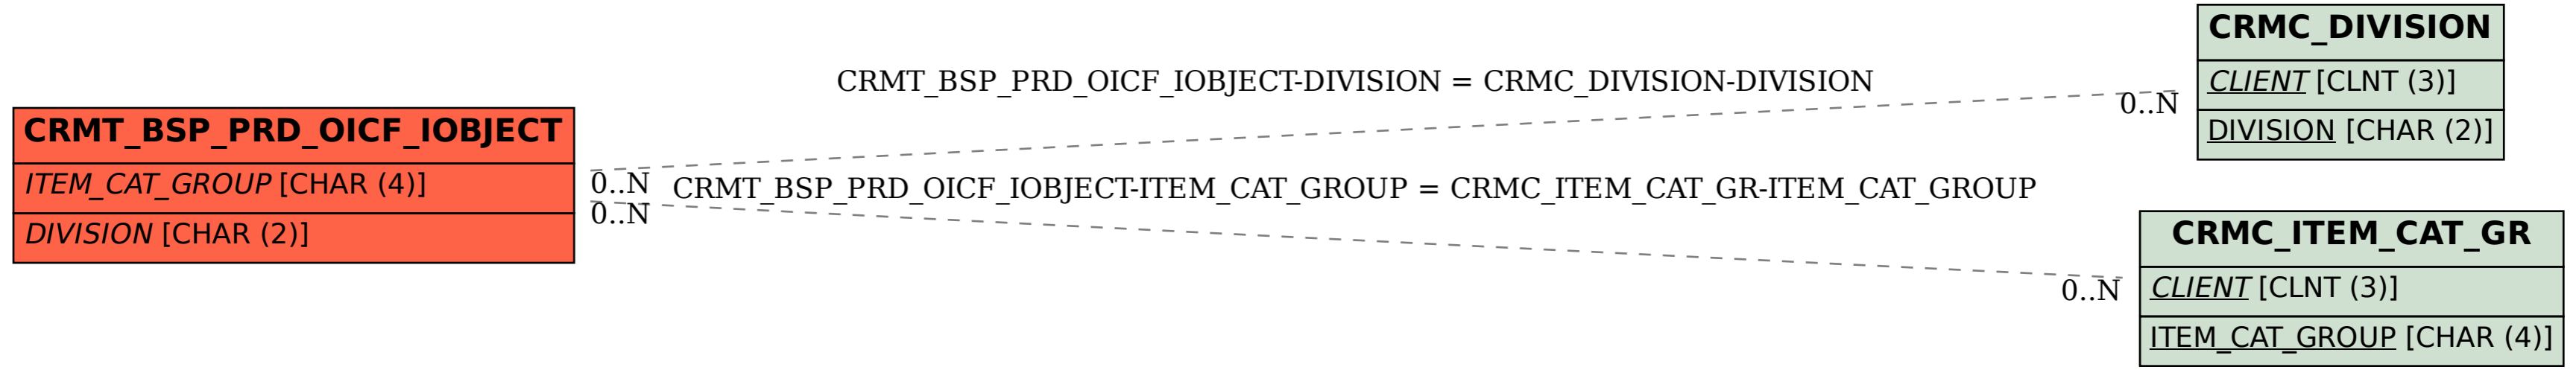 CRMT_BSP_PRD_OICF_IOBJECT
ITEM_CAT_GROUP [CHAR (4)]
DIVISION [CHAR (2)]
CRMT_BSP_PRD_OICF_IOBJECT-DIVISION = CRMC_DIVISION-DIVISION
0..N
0..N
CRMT_BSP_PRD_OICF_IOBJECT-ITEM_CAT_GROUP = CRMC_ITEM_CAT_GR-ITEM_CAT_GROUP
0..N
0..N
CRMC_DIVISION
CLIENT [CLNT (3)]
DIVISION [CHAR (2)]
CRMC_ITEM_CAT_GR
CLIENT [CLNT (3)]
ITEM_CAT_GROUP [CHAR (4)]